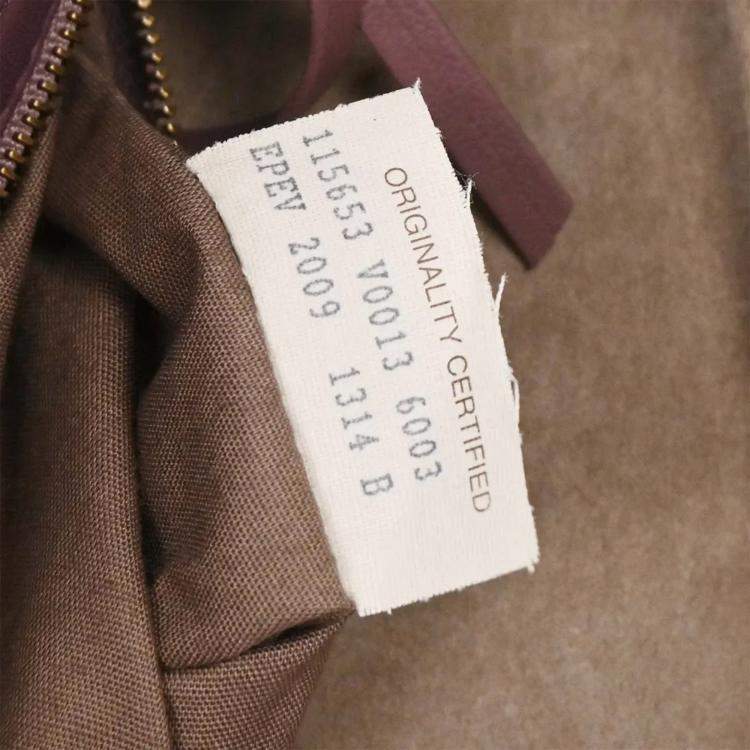 ORIGINALITY CERTIFIED
115653 V0013 6003
EPEV 2009 1314 B